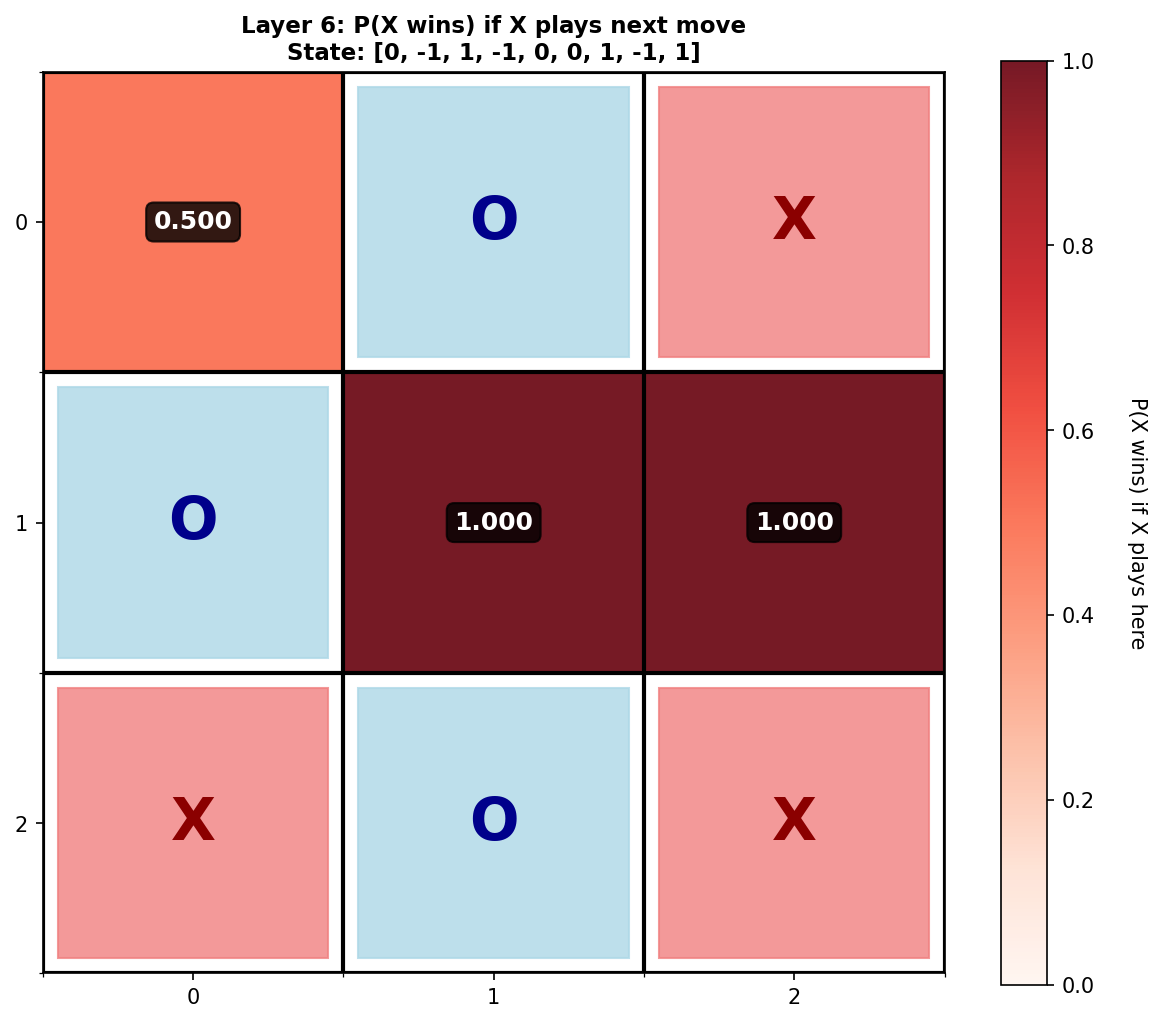 Layer 6: P(X wins) if X plays next move
State: [0, -1, 1, -1, 0, 0, 1, -1, 1]
0
0.500
O
X
1
O
1.000
1.000
2
X
O
X
0
1
2
1.0
0.8
0.6
0.4
0.2
0.0
P(X wins) if X plays here